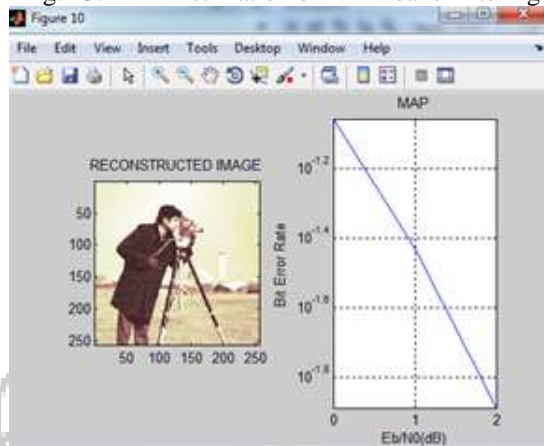 Figure 10
File Edit View Insert Tools Desktop Window Help
RECONSTRUCTED IMAGE
50
100
150
200
250
50 100 150 200 250
MAP
10^-1.2
10^-1.4
10^-1.6
10^-1.8
Bit Error Rate
0 1 2
Eb/N0(dB)